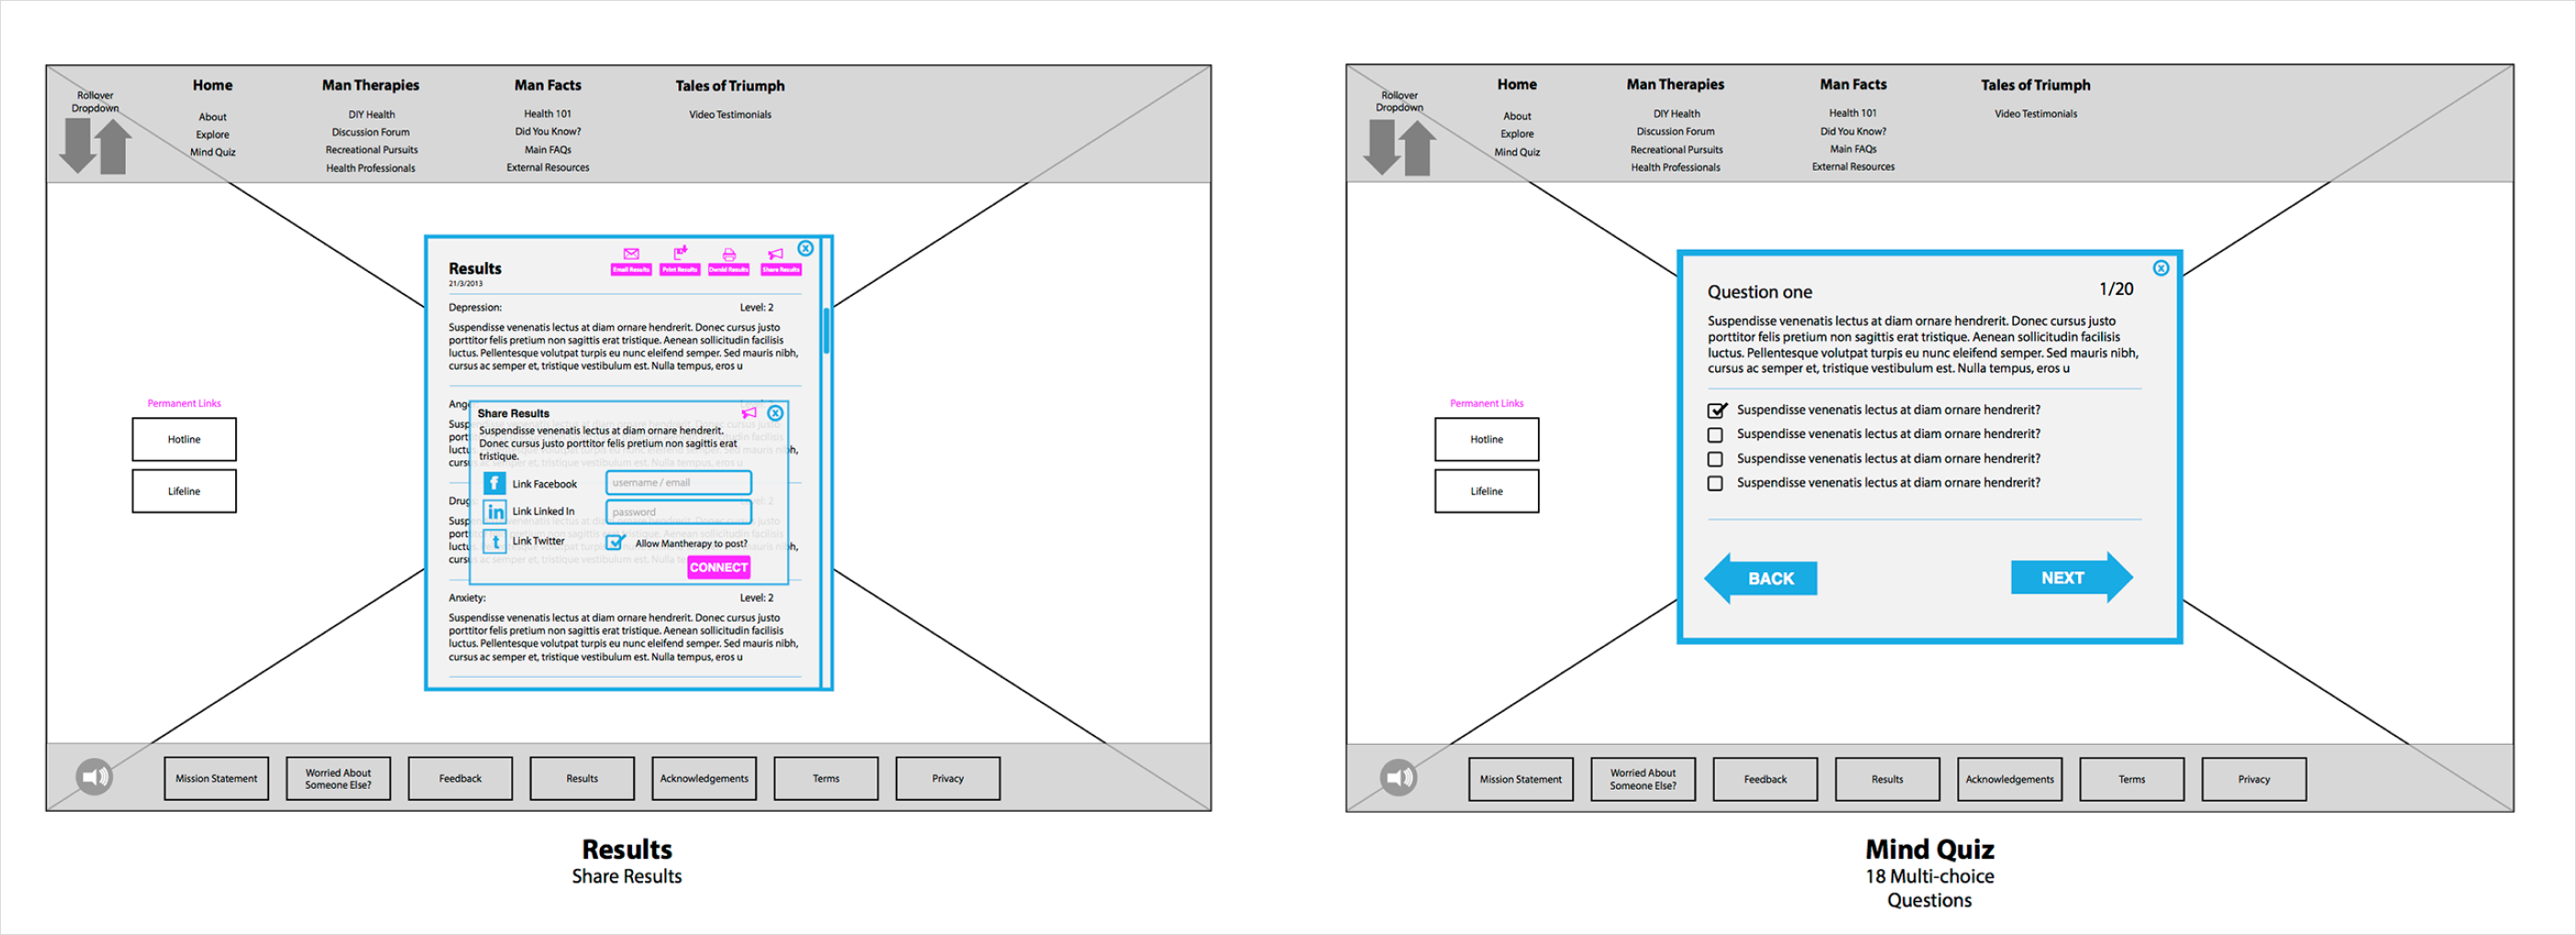 Rollover
Dropdown
Home
About
Explore
Mind Quiz
Man Therapies
DIY Health
Discussion Forum
Recreational Pursuits
Health Professionals
Man Facts
Health 101
Did You Know?
Main FAQs
External Resources
Tales of Triumph
Video Testimonials
Permanent Links
Hotline
Lifeline
Results
21/3/2013
Email Results
Print Results
Dwnld Results
Share Results
Depression:
Level: 2
Suspendisse venenatis lectus at diam ornare hendrerit. Donec cursus justo
porttitor felis pretium non sagittis erat tristique. Aenean sollicitudin facilisis
luctus. Pellentesque volutpat turpis eu nunc eleifend semper. Sed mauris nibh,
cursus ac semper et, tristique vestibulum est. Nulla tempus, eros u
Share Results
Suspendisse venenatis lectus at diam ornare hendrerit.
Donec cursus justo porttitor felis pretium non sagittis erat
tristique.
f Link Facebook
username / email
in Link Linked In
password
t Link Twitter
Allow Mantherapy to post?
CONNECT
Anxiety:
Level: 2
Suspendisse venenatis lectus at diam ornare hendrerit. Donec cursus justo
porttitor felis pretium non sagittis erat tristique. Aenean sollicitudin facilisis
luctus. Pellentesque volutpat turpis eu nunc eleifend semper. Sed mauris nibh,
cursus ac semper et, tristique vestibulum est. Nulla tempus, eros u
Mission Statement
Worried About
Someone Else?
Feedback
Results
Acknowledgements
Terms
Privacy
Results
Share Results
Rollover
Dropdown
Home
About
Explore
Mind Quiz
Man Therapies
DIY Health
Discussion Forum
Recreational Pursuits
Health Professionals
Man Facts
Health 101
Did You Know?
Main FAQs
External Resources
Tales of Triumph
Video Testimonials
Permanent Links
Hotline
Lifeline
Question one
1/20
Suspendisse venenatis lectus at diam ornare hendrerit. Donec cursus justo
porttitor felis pretium non sagittis erat tristique. Aenean sollicitudin facilisis
luctus. Pellentesque volutpat turpis eu nunc eleifend semper. Sed mauris nibh,
cursus ac semper et, tristique vestibulum est. Nulla tempus, eros u
Suspendisse venenatis lectus at diam ornare hendrerit?
Suspendisse venenatis lectus at diam ornare hendrerit?
Suspendisse venenatis lectus at diam ornare hendrerit?
Suspendisse venenatis lectus at diam ornare hendrerit?
BACK
NEXT
Mission Statement
Worried About
Someone Else?
Feedback
Results
Acknowledgements
Terms
Privacy
Mind Quiz
18 Multi-choice
Questions